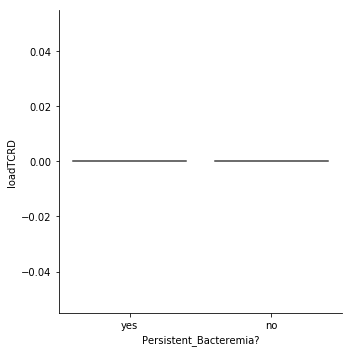 0.04
0.02
0.00
−0.02
−0.04
loadTCRD
yes
no
Persistent_Bacteremia?